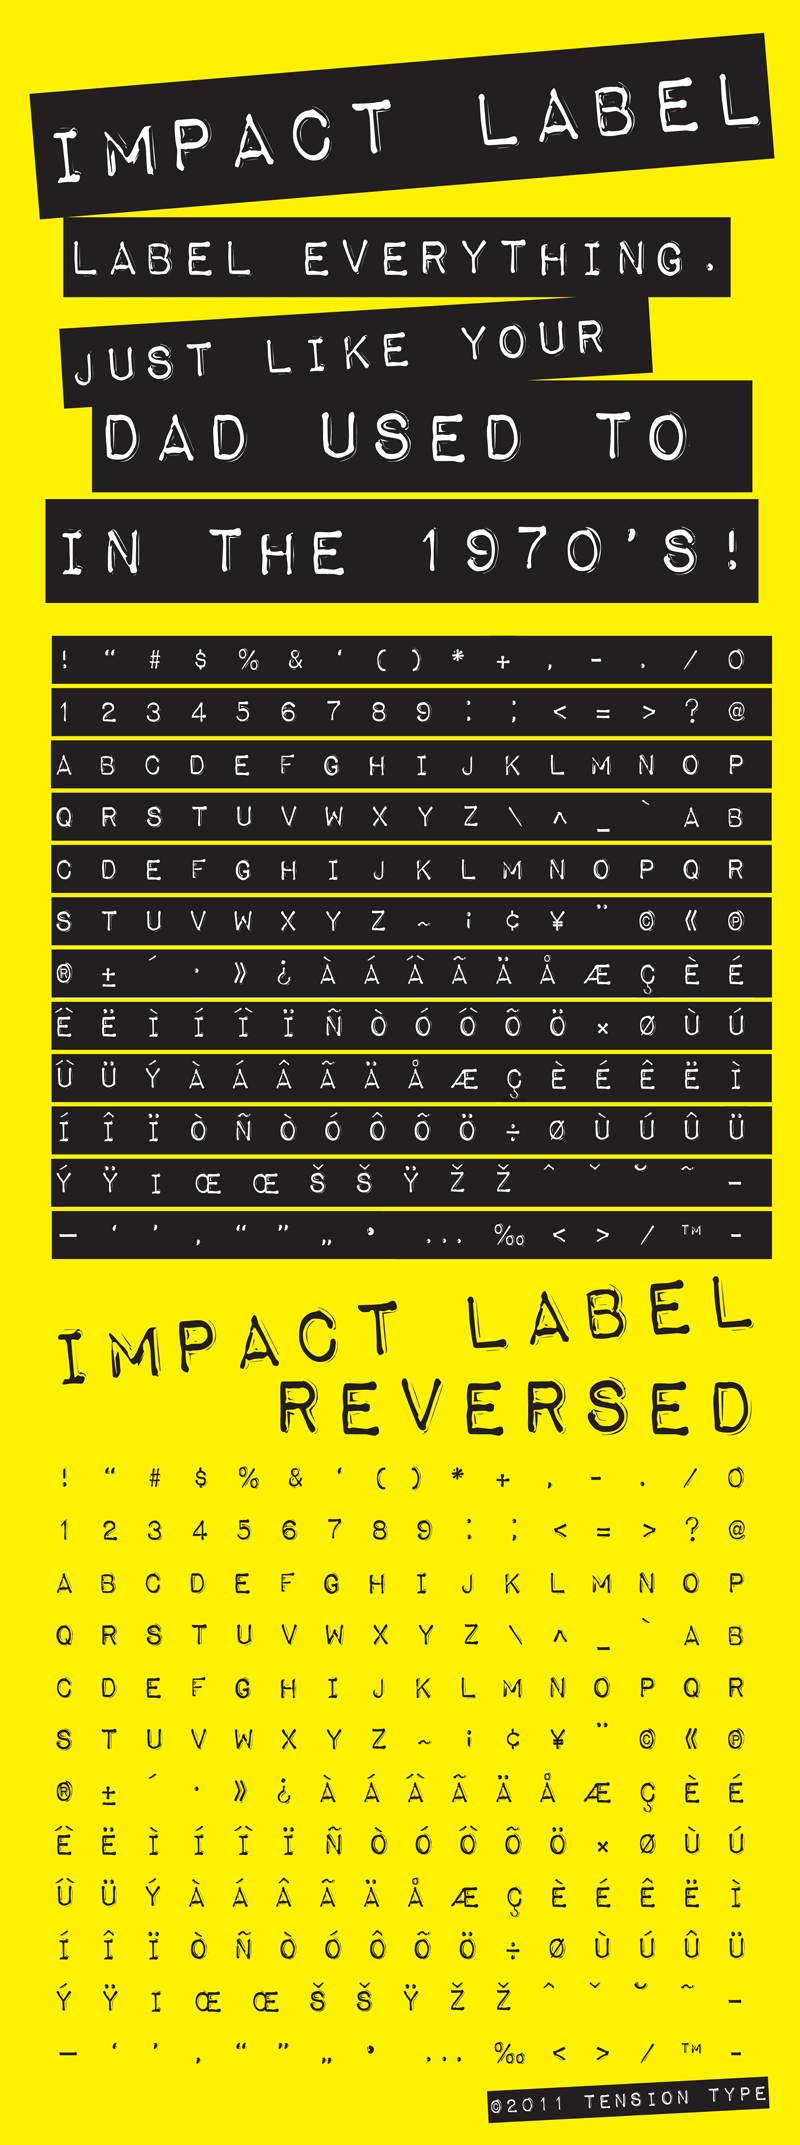 IMPACT LABEL
LABEL EVERYTHING.
JUST LIKE YOUR
DAD USED TO
IN THE 1970'S!
! “ # $ % & ‘ ( ) * + , - . / 0
1 2 3 4 5 6 7 8 9 : ; < = > ? @
A B C D E F G H I J K L M N O P
Q R S T U V W X Y Z \ ^ _ ` A B
C D E F G H I J K L M N O P Q R
S T U V W X Y Z ~ ¡ ¢ ¥ ¨ © « ℗
® ± ´ · » ¿ À Á Â Ã Ä Å Æ Ç È É
Ê Ë Ì Í Î Ï Ñ Ò Ó Ô Õ Ö × Ø Ù Ú
Û Ü Ý À Á Â Ã Ä Å Æ Ç È É Ê Ë Ì
Í Î Ï Ò Ñ Ò Ó Ô Õ Ö ÷ Ø Ù Ú Û Ü
Ý Ÿ I Œ Œ Š Š Ÿ Ž Ž ˆ ˇ ˘ ˜ –
— ‘ ’ ‚ “ ” „ • ... ‰ < > / ™ -
IMPACT LABEL
REVERSED
! “ # $ % & ‘ ( ) * + , - . / 0
1 2 3 4 5 6 7 8 9 : ; < = > ? @
A B C D E F G H I J K L M N O P
Q R S T U V W X Y Z \ ^ _ ` A B
C D E F G H I J K L M N O P Q R
S T U V W X Y Z ~ ¡ ¢ ¥ ¨ © « ℗
® ± ´ · » ¿ À Á Â Ã Ä Å Æ Ç È É
Ê Ë Ì Í Î Ï Ñ Ò Ó Ô Õ Ö × Ø Ù Ú
Û Ü Ý À Á Â Ã Ä Å Æ Ç È É Ê Ë Ì
Í Î Ï Ò Ñ Ò Ó Ô Õ Ö ÷ Ø Ù Ú Û Ü
Ý Ÿ I Œ Œ Š Š Ÿ Ž Ž ˆ ˇ ˘ ˜ –
— ‘ ’ ‚ “ ” „ • ... ‰ < > / ™ -
©2011 TENSION TYPE